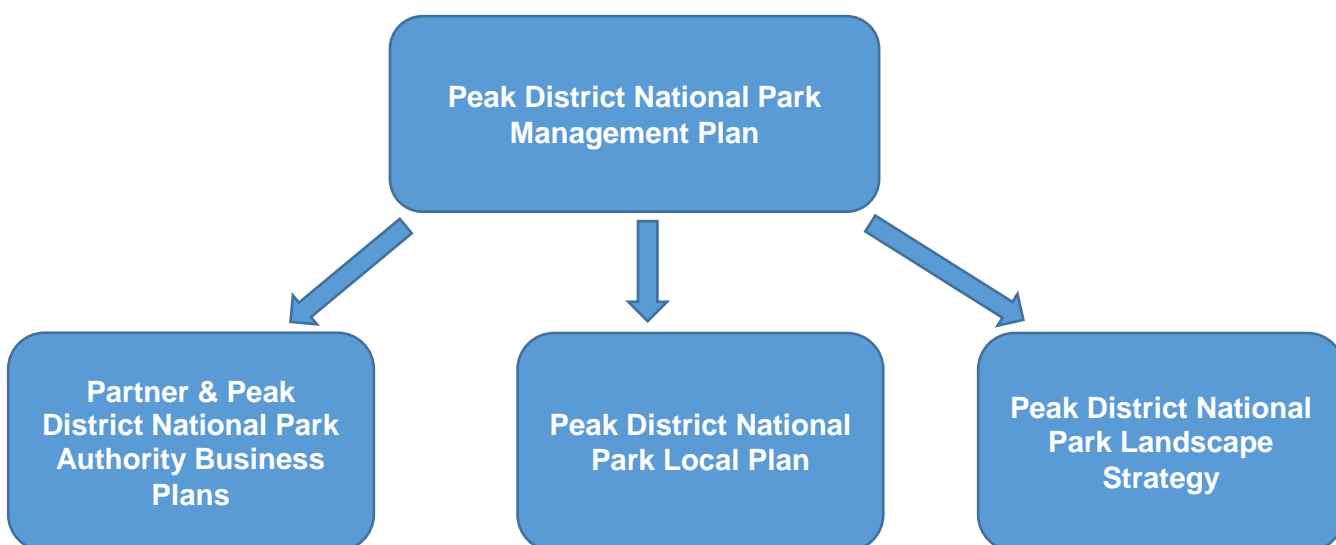 Peak District National Park
Management Plan
Partner & Peak
District National Park
Authority Business
Plans
Peak District National
Park Local Plan
Peak District National
Park Landscape
Strategy